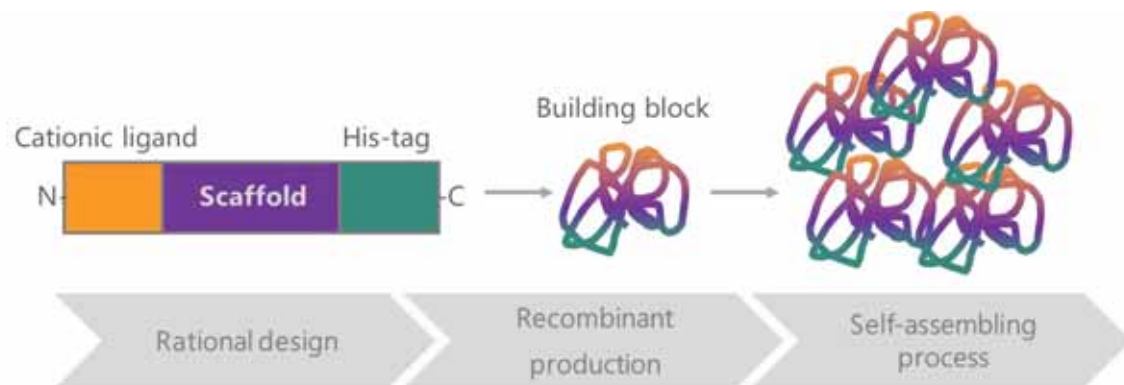 Cationic ligand
His-tag
N-
Scaffold
-C
Building block
Rational design
Recombinant
production
Self-assembling
process